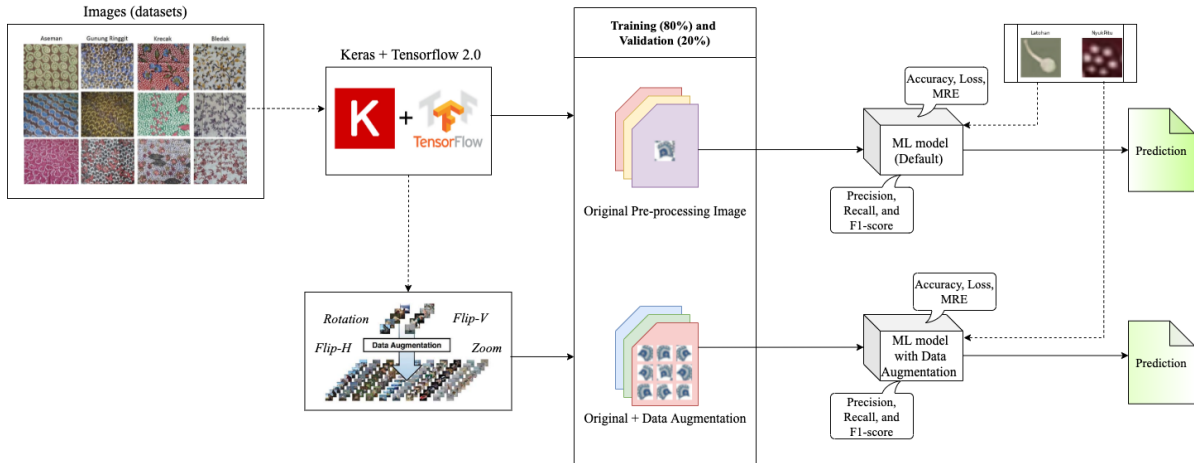 Images (datasets)
Aseman
Gunung Ringgit
Krecak
Bledak
Keras + Tensorflow 2.0
K
+
TensorFlow
Rotation
Flip-V
Data Augmentation
Flip-H
Zoom
Training (80%) and
Validation (20%)
Original Pre-processing Image
Original + Data Augmentation
Accuracy, Loss,
MRE
ML model
(Default)
Precision,
Recall, and
F1-score
Prediction
Accuracy, Loss,
MRE
ML model
with Data
Augmentation
Precision,
Recall, and
F1-score
Prediction